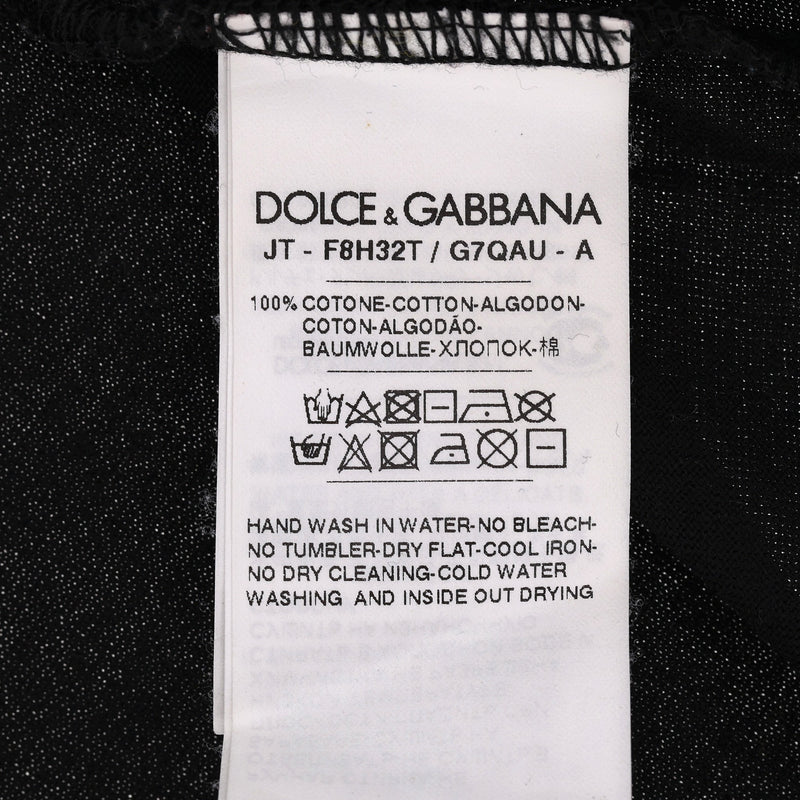 DOLCE & GABBANA
JT - F8H32T / G7QAU - A
100% COTONE-COTTON-ALGODON-
COTON-ALGODÃO-
BAUMWOLLE-ХЛОПОК-棉
HAND WASH IN WATER-NO BLEACH-
NO TUMBLER-DRY FLAT-COOL IRON-
NO DRY CLEANING-COLD WATER
WASHING AND INSIDE OUT DRYING